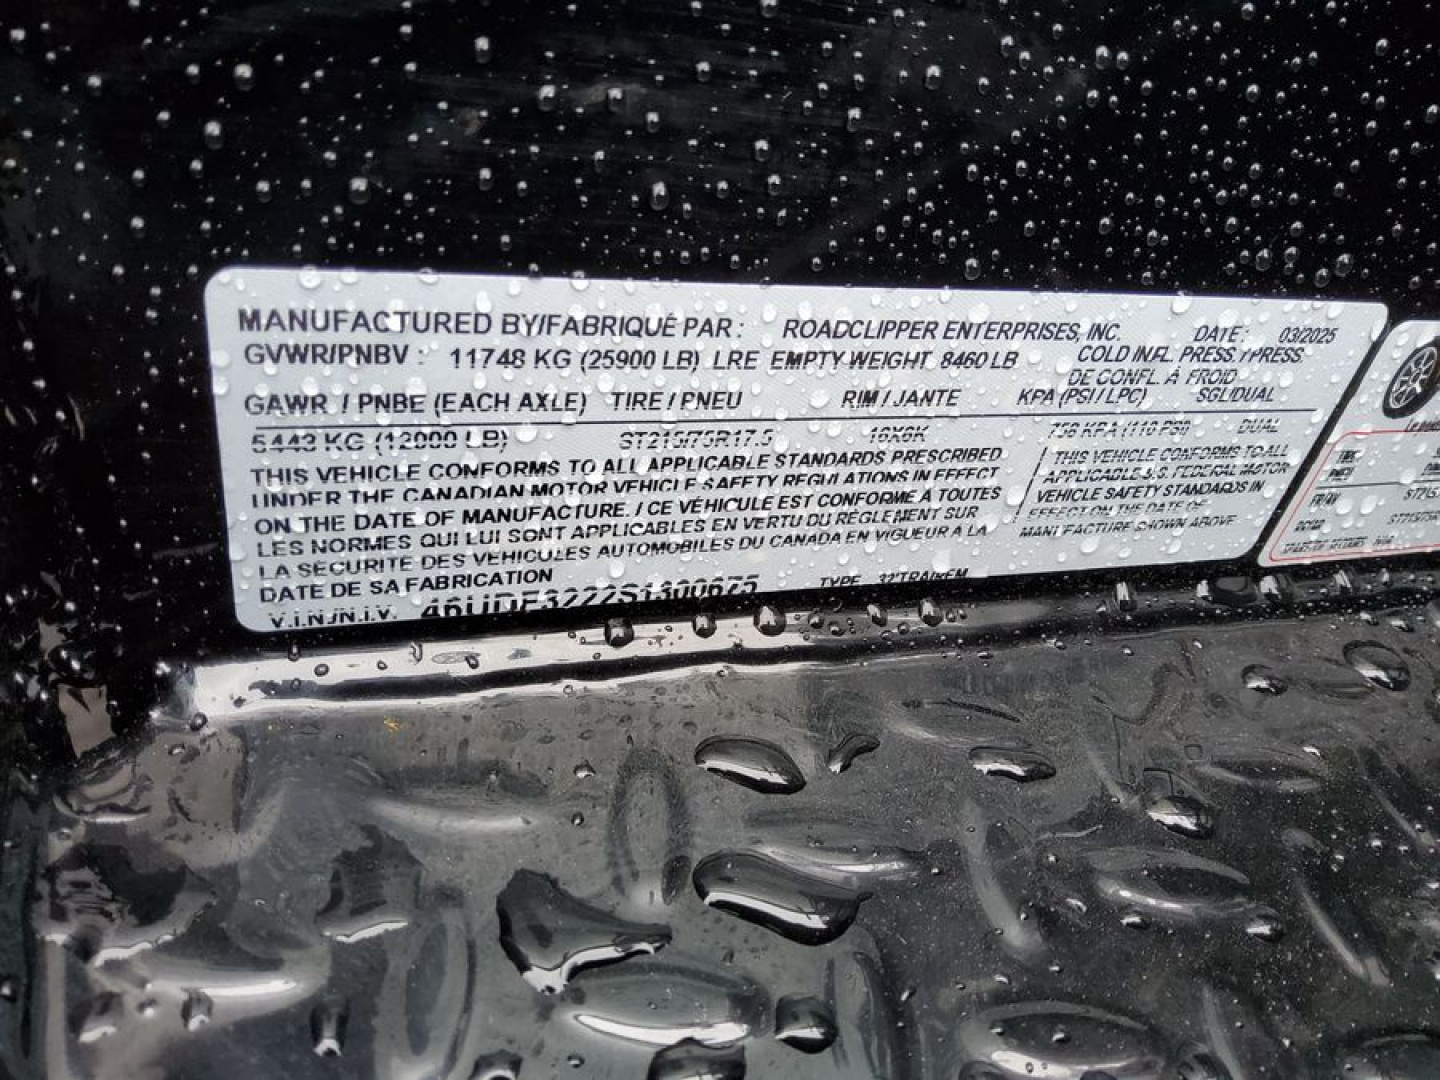 MANUFACTURED BY/FABRIQUÉ PAR : ROADCLIPPER ENTERPRISES, INC. DATE : 03/2025
GVWR/PNBV : 11748 KG (25900 LB) LRE EMPTY WEIGHT 8460 LB COLD INFL. PRESS. / PRESS.
DE CONFL. À FROID
GAWR / PNBE (EACH AXLE) TIRE / PNEU RIM / JANTE KPA (PSI / LPC) SGL/DUAL
5443 KG (12000 LB) ST215/75R17.5 DUAL
THIS VEHICLE CONFORMS TO ALL APPLICABLE STANDARDS PRESCRIBED
UNDER THE CANADIAN MOTOR VEHICLE SAFETY REGULATIONS IN EFFECT
ON THE DATE OF MANUFACTURE. / CE VÉHICULE EST CONFORME À TOUTES
LES NORMES QUI LUI SONT APPLICABLES EN VERTU DU RÈGLEMENT SUR
LA SÉCURITÉ DES VÉHICULES AUTOMOBILES DU CANADA EN VIGUEUR À LA
DATE DE SA FABRICATION
/ THIS VEHICLE CONFORMS TO ALL
APPLICABLE U.S. FEDERAL MOTOR
VEHICLE SAFETY STANDARDS IN
EFFECT ON THE DATE OF
MANUFACTURE SHOWN ABOVE
V.I.N./N.I.V. TYPE